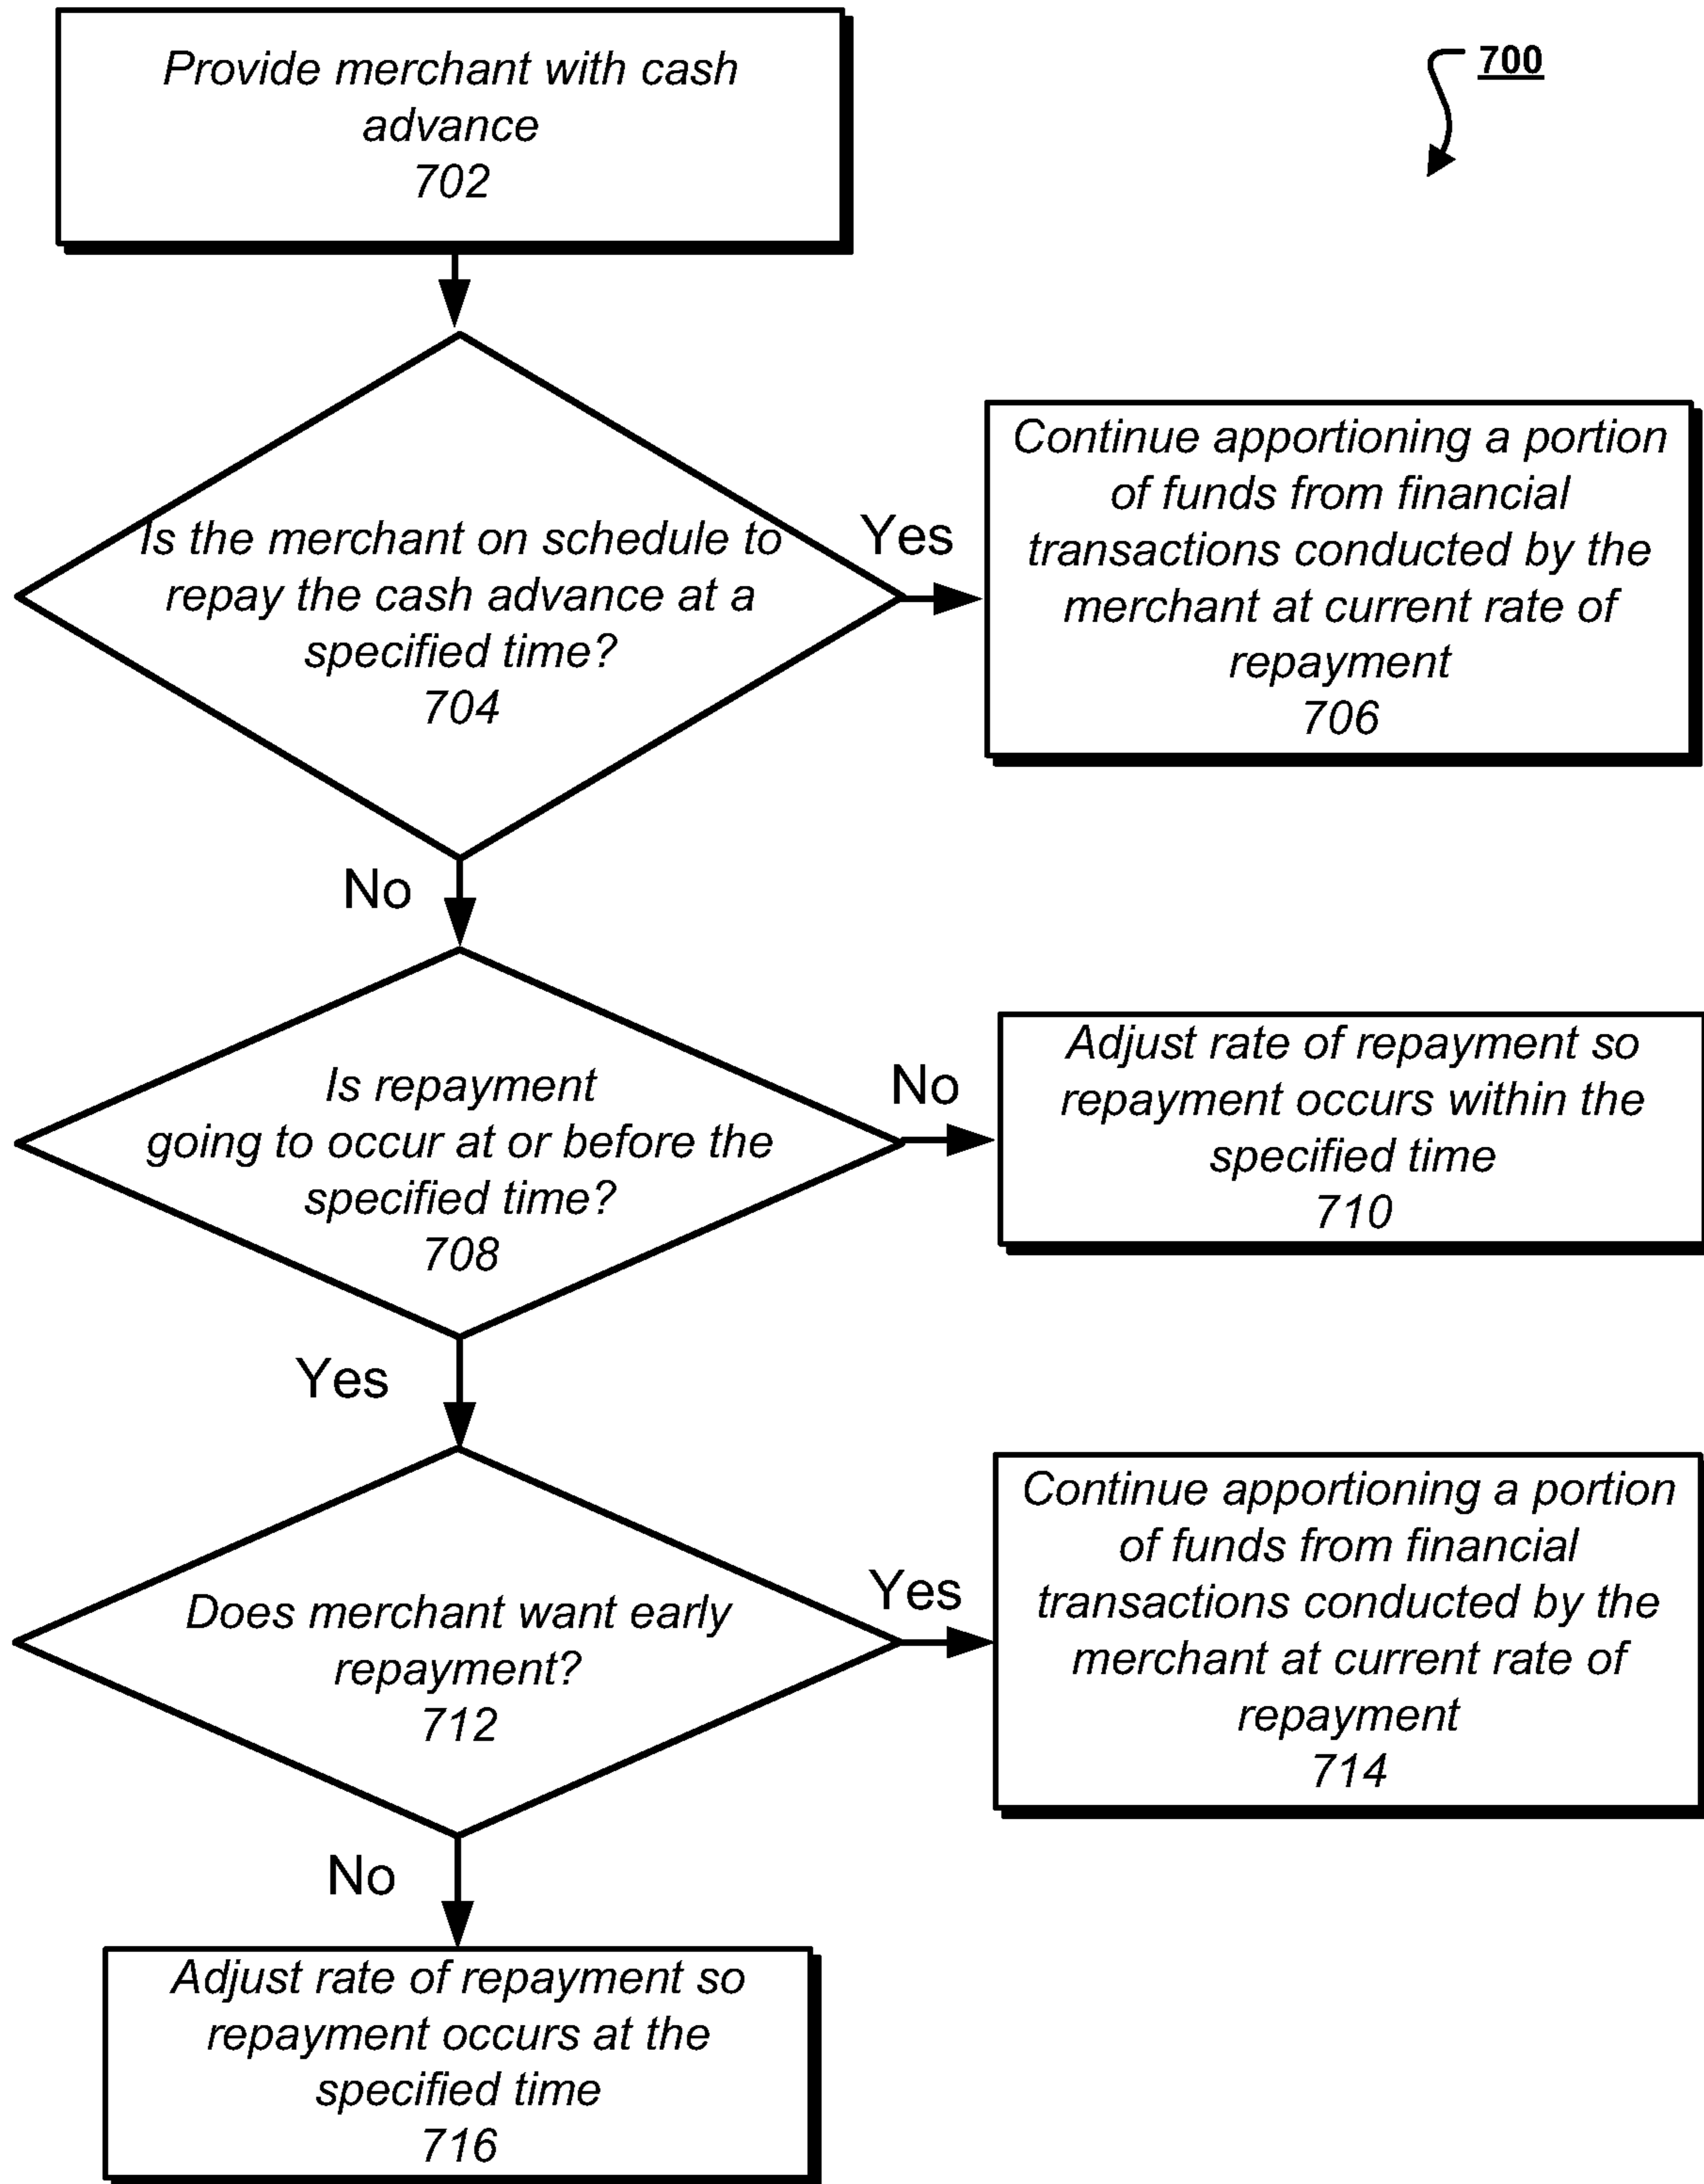 Provide merchant with cash
advance
702
700
Is the merchant on schedule to
repay the cash advance at a
specified time?
704
Yes
Continue apportioning a portion
of funds from financial
transactions conducted by the
merchant at current rate of
repayment
706
No
Is repayment
going to occur at or before the
specified time?
708
No
Adjust rate of repayment so
repayment occurs within the
specified time
710
Yes
Does merchant want early
repayment?
712
Yes
Continue apportioning a portion
of funds from financial
transactions conducted by the
merchant at current rate of
repayment
714
No
Adjust rate of repayment so
repayment occurs at the
specified time
716